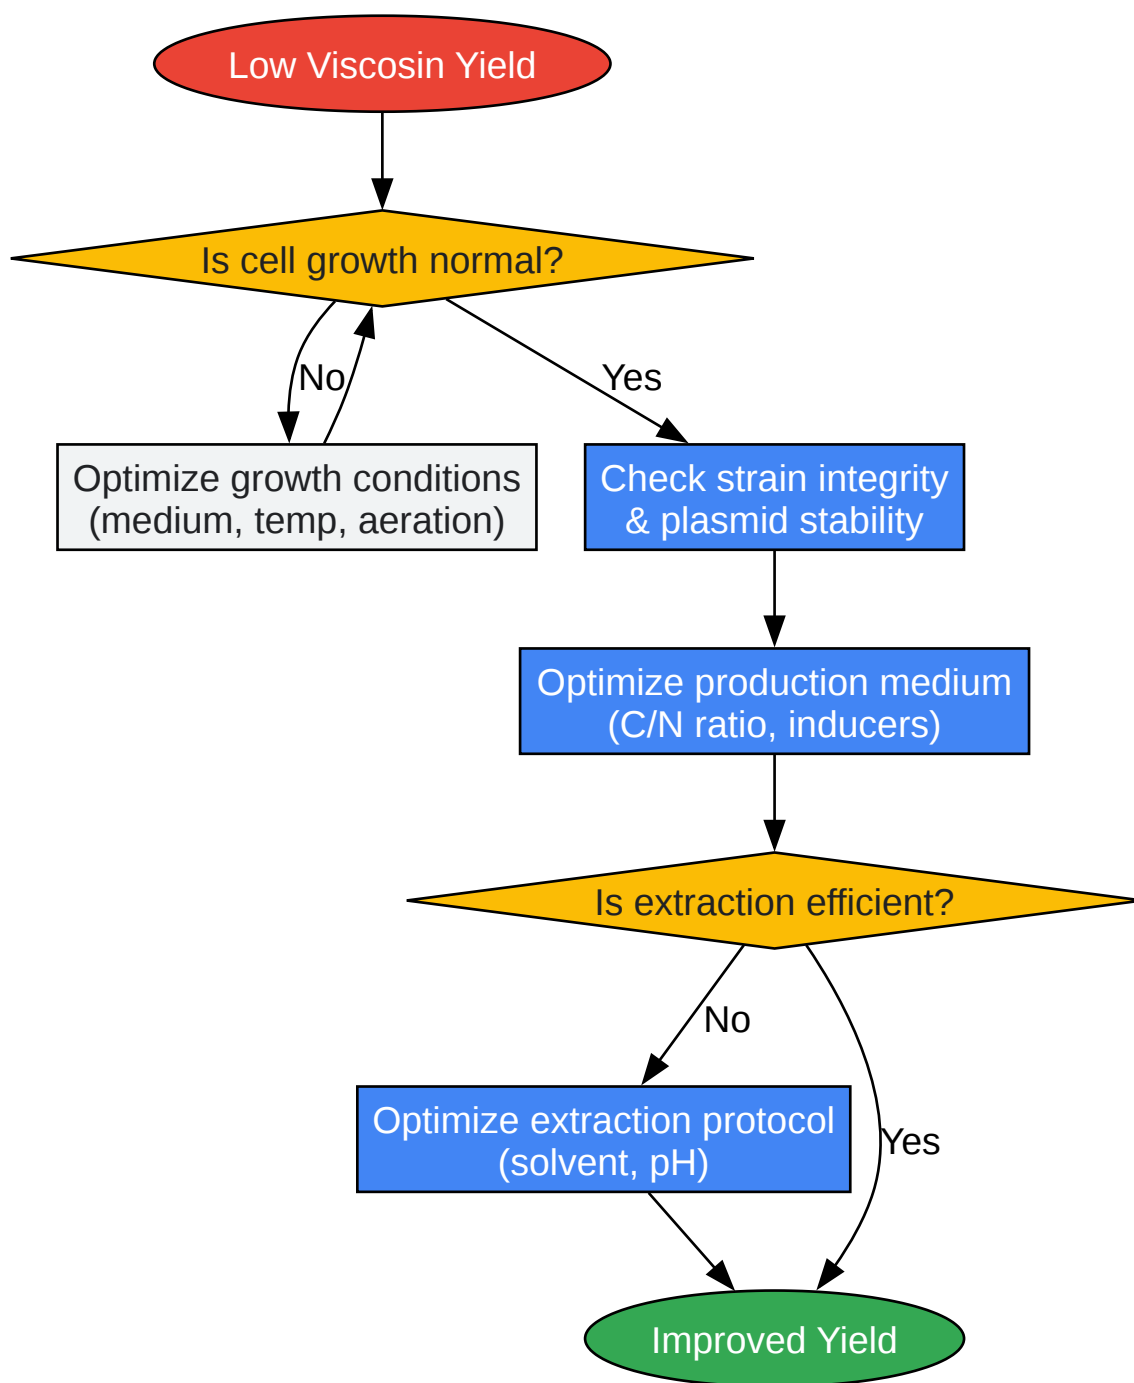 Low Viscosin Yield
Is cell growth normal?
No
Yes
Optimize growth conditions
(medium, temp, aeration)
Check strain integrity
& plasmid stability
Optimize production medium
(C/N ratio, inducers)
Is extraction efficient?
No
Optimize extraction protocol
(solvent, pH)
Yes
Improved Yield